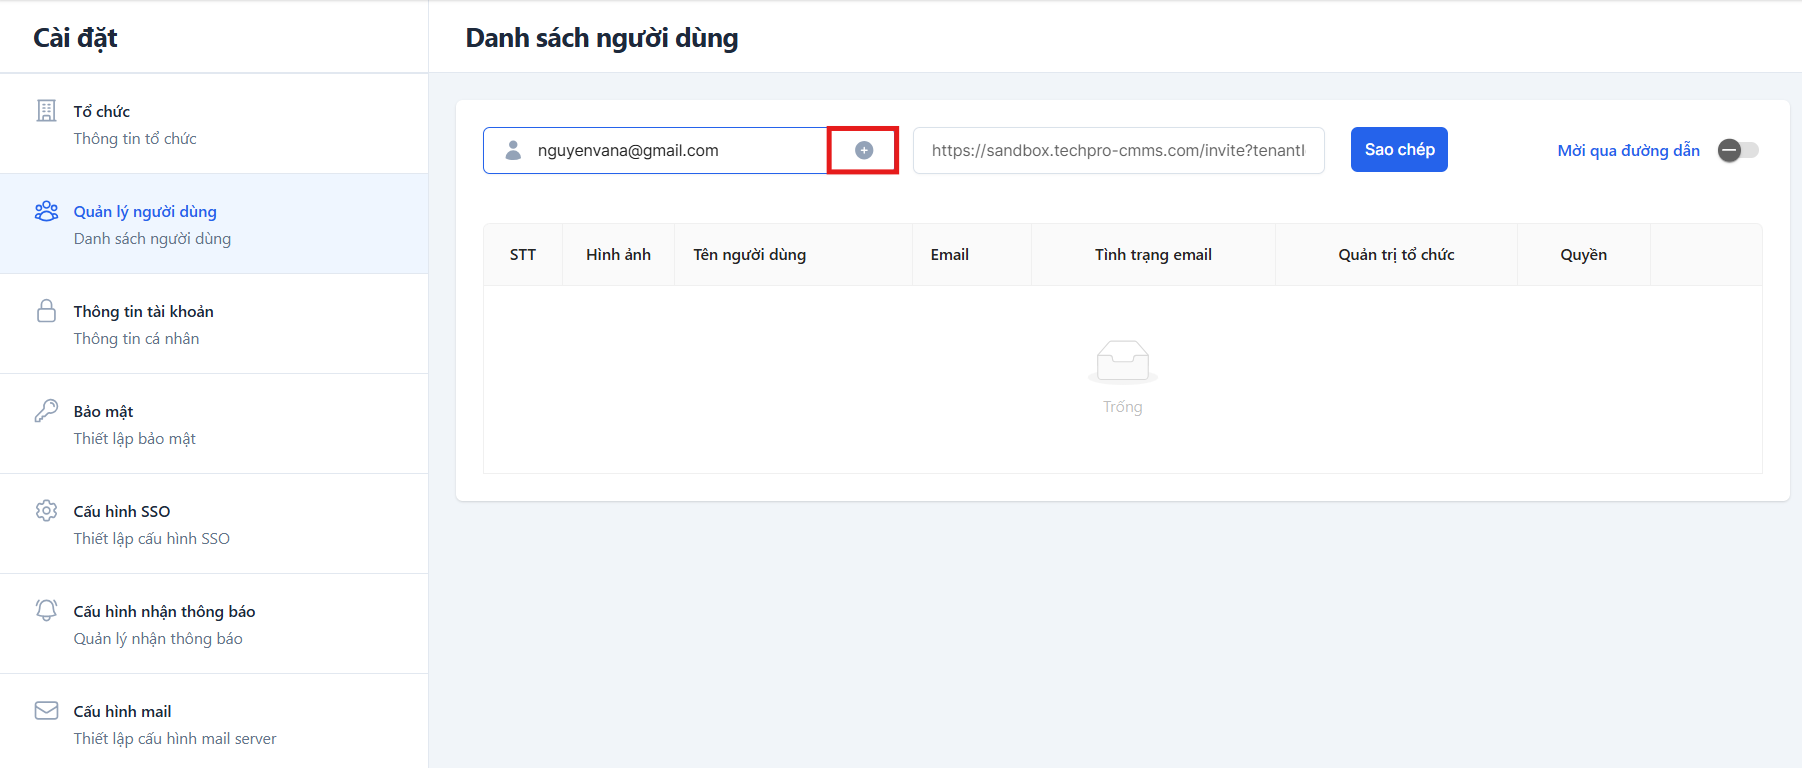 Cài đặt
Tổ chức
Thông tin tổ chức
Quản lý người dùng
Danh sách người dùng
Thông tin tài khoản
Thông tin cá nhân
Bảo mật
Thiết lập bảo mật
Cấu hình SSO
Thiết lập cấu hình SSO
Cấu hình nhận thông báo
Quản lý nhận thông báo
Cấu hình mail
Thiết lập cấu hình mail server
Danh sách người dùng
nguyenvana@gmail.com https://sandbox.techpro-cmms.com/invite?tenantI Sao chép Mời qua đường dẫn
STT Hình ảnh Tên người dùng Email Tình trạng email Quản trị tổ chức Quyền
Trống